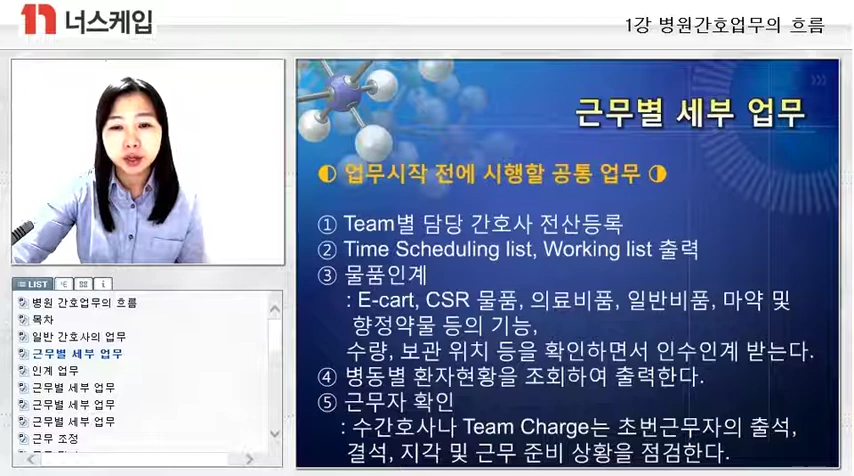 너스케입
1강 병원간호업무의 흐름
근무별 세부 업무
업무시작 전에 시행할 공통 업무
① Team별 담당 간호사 전산등록
② Time Scheduling list, Working list 출력
③ 물품인계
: E-cart, CSR 물품, 의료비품, 일반비품, 마약 및
향정약물 등의 기능,
수량, 보관 위치 등을 확인하면서 인수인계 받는다.
④ 병동별 환자현황을 조회하여 출력한다.
⑤ 근무자 확인
: 수간호사나 Team Charge는 초번근무자의 출석,
결석, 지각 및 근무 준비 상황을 점검한다.
LIST
병원 간호업무의 흐름
목차
일반 간호사의 업무
근무별 세부 업무
인계 업무
근무별 세부 업무
근무별 세부 업무
근무별 세부 업무
근무 조정